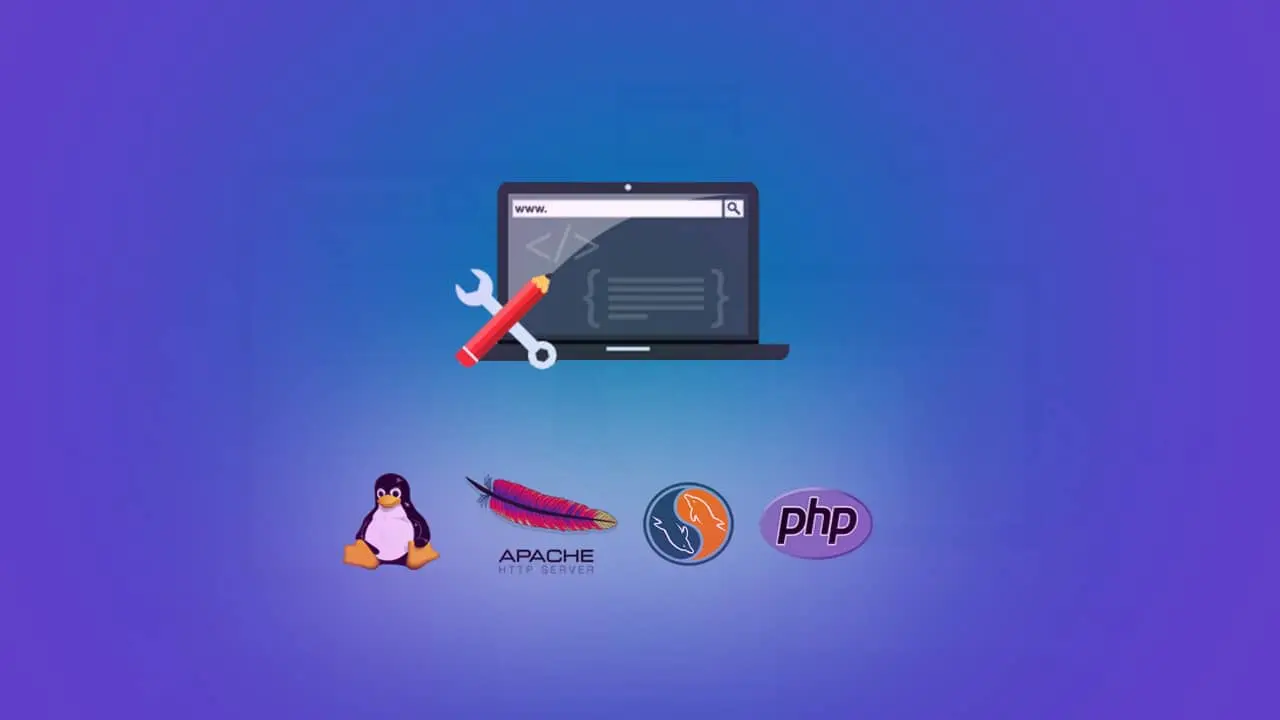 www.
</>
{ }
APACHE
HTTP SERVER
php